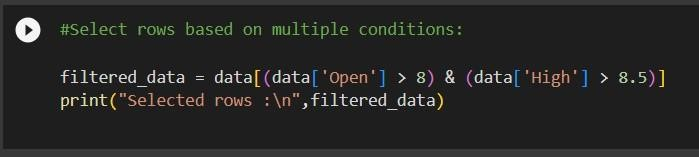 #Select rows based on multiple conditions:
filtered_data = data[(data['Open'] > 8) & (data['High'] > 8.5)]
print("Selected rows :\n",filtered_data)